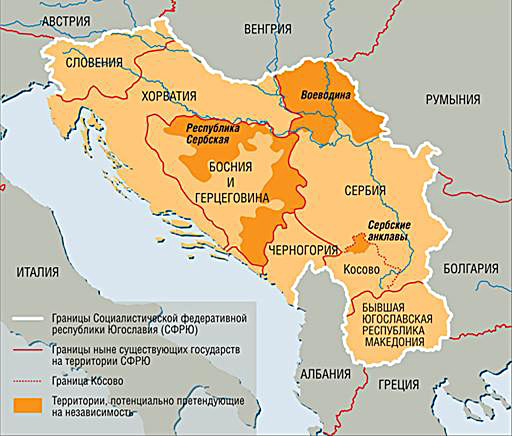 АВСТРИЯ
ВЕНГРИЯ
СЛОВЕНИЯ
ХОРВАТИЯ
Воеводина
РУМЫНИЯ
Республика
Сербская
БОСНИЯ
И
ГЕРЦЕГОВИНА
СЕРБИЯ
Сербские
анклавы
ЧЕРНОГОРИЯ
Косово
ИТАЛИЯ
БОЛГАРИЯ
БЫВШАЯ
ЮГОСЛАВСКАЯ
РЕСПУБЛИКА
МАКЕДОНИЯ
АЛБАНИЯ
ГРЕЦИЯ
Границы Социалистической федеративной
республики Югославия (СФРЮ)
Границы ныне существующих государств
на территории СФРЮ
Граница Косово
Территории, потенциально претендующие
на независимость